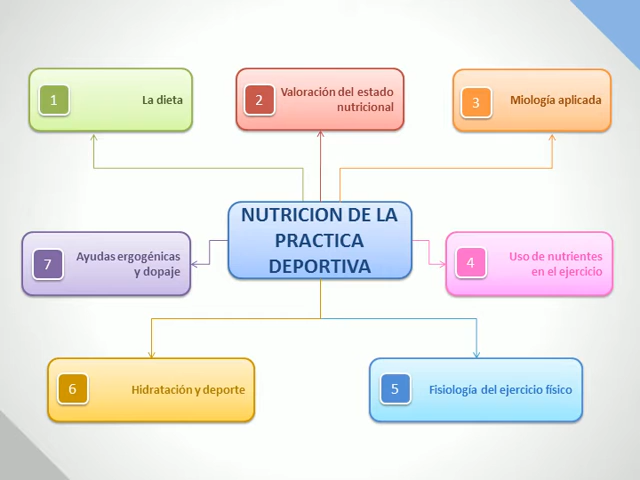 1
La dieta
2
Valoración del estado
nutricional
3
Miología aplicada
NUTRICION DE LA
PRACTICA
DEPORTIVA
7
Ayudas ergogénicas
y dopaje
4
Uso de nutrientes
en el ejercicio
6
Hidratación y deporte
5
Fisiología del ejercicio físico